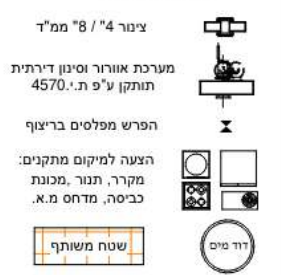 צינור 4" / 8" ממ"ד
מערכת אוורור וסינון דירתית
תותקן ע"פ ת.י.4570.
הפרש מפלסים בריצוף
הצעה למיקום מתקנים:
מקרר, תנור ,מכונת
כביסה, מדחס מ.א.
שטח משותף
דוד מים